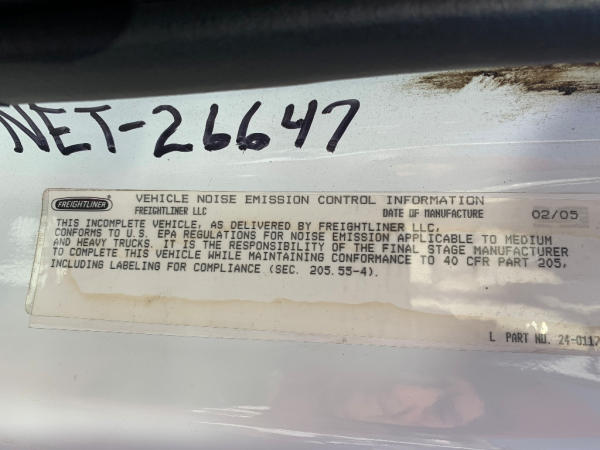 NET-26647
FREIGHTLINER
VEHICLE NOISE EMISSION CONTROL INFORMATION
FREIGHTLINER LLC DATE OF MANUFACTURE 02/05
THIS INCOMPLETE VEHICLE, AS DELIVERED BY FREIGHTLINER LLC,
CONFORMS TO U.S. EPA REGULATIONS FOR NOISE EMISSION APPLICABLE TO MEDIUM
AND HEAVY TRUCKS. IT IS THE RESPONSIBILITY OF THE FINAL STAGE MANUFACTURER
TO COMPLETE THIS VEHICLE WHILE MAINTAINING CONFORMANCE TO 40 CFR PART 205,
INCLUDING LABELING FOR COMPLIANCE (SEC. 205.55-4).
L PART NO. 24-0117